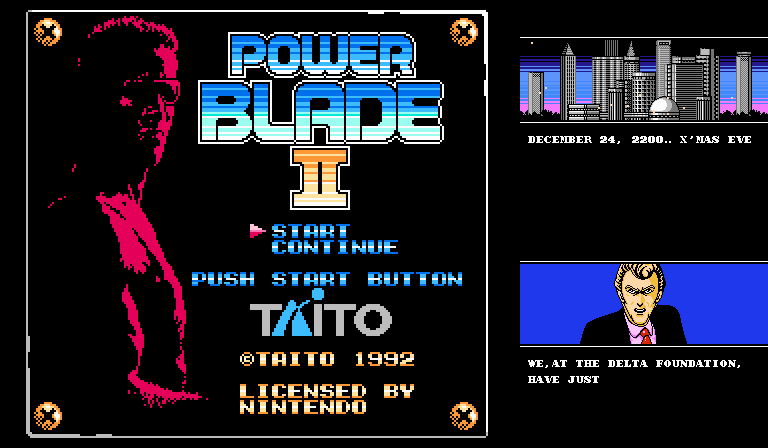 POWER
BLADE
II
START
CONTINUE
PUSH START BUTTON
TAITO
©TAITO 1992
LICENSED BY
NINTENDO
DECEMBER 24, 2200.. X'MAS EVE
WE,AT THE DELTA FOUNDATION,
HAVE JUST